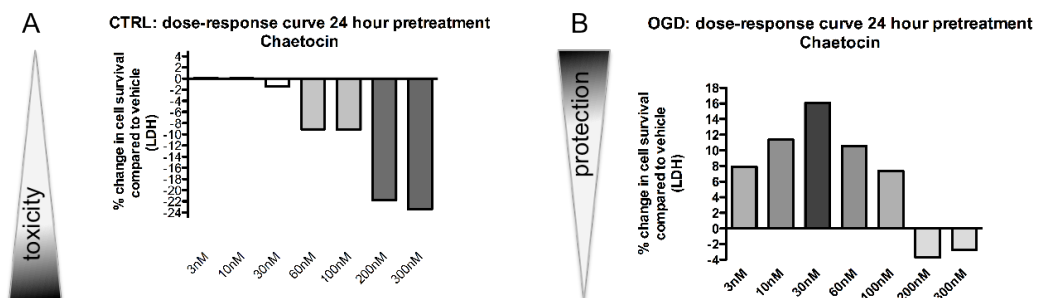 A
CTRL: dose-response curve 24 hour pretreatment
Chaetocin
toxicity
% change in cell survival
compared to vehicle
(LDH)
4
2
0
-2
-4
-6
-8
-10
-12
-14
-16
-18
-20
-22
-24
3nM
10nM
30nM
60nM
100nM
200nM
300nM
B
OGD: dose-response curve 24 hour pretreatment
Chaetocin
protection
% change in cell survival
compared to vehicle
(LDH)
18
16
14
12
10
8
6
4
2
0
-2
-4
3nM
10nM
30nM
60nM
100nM
200nM
300nM